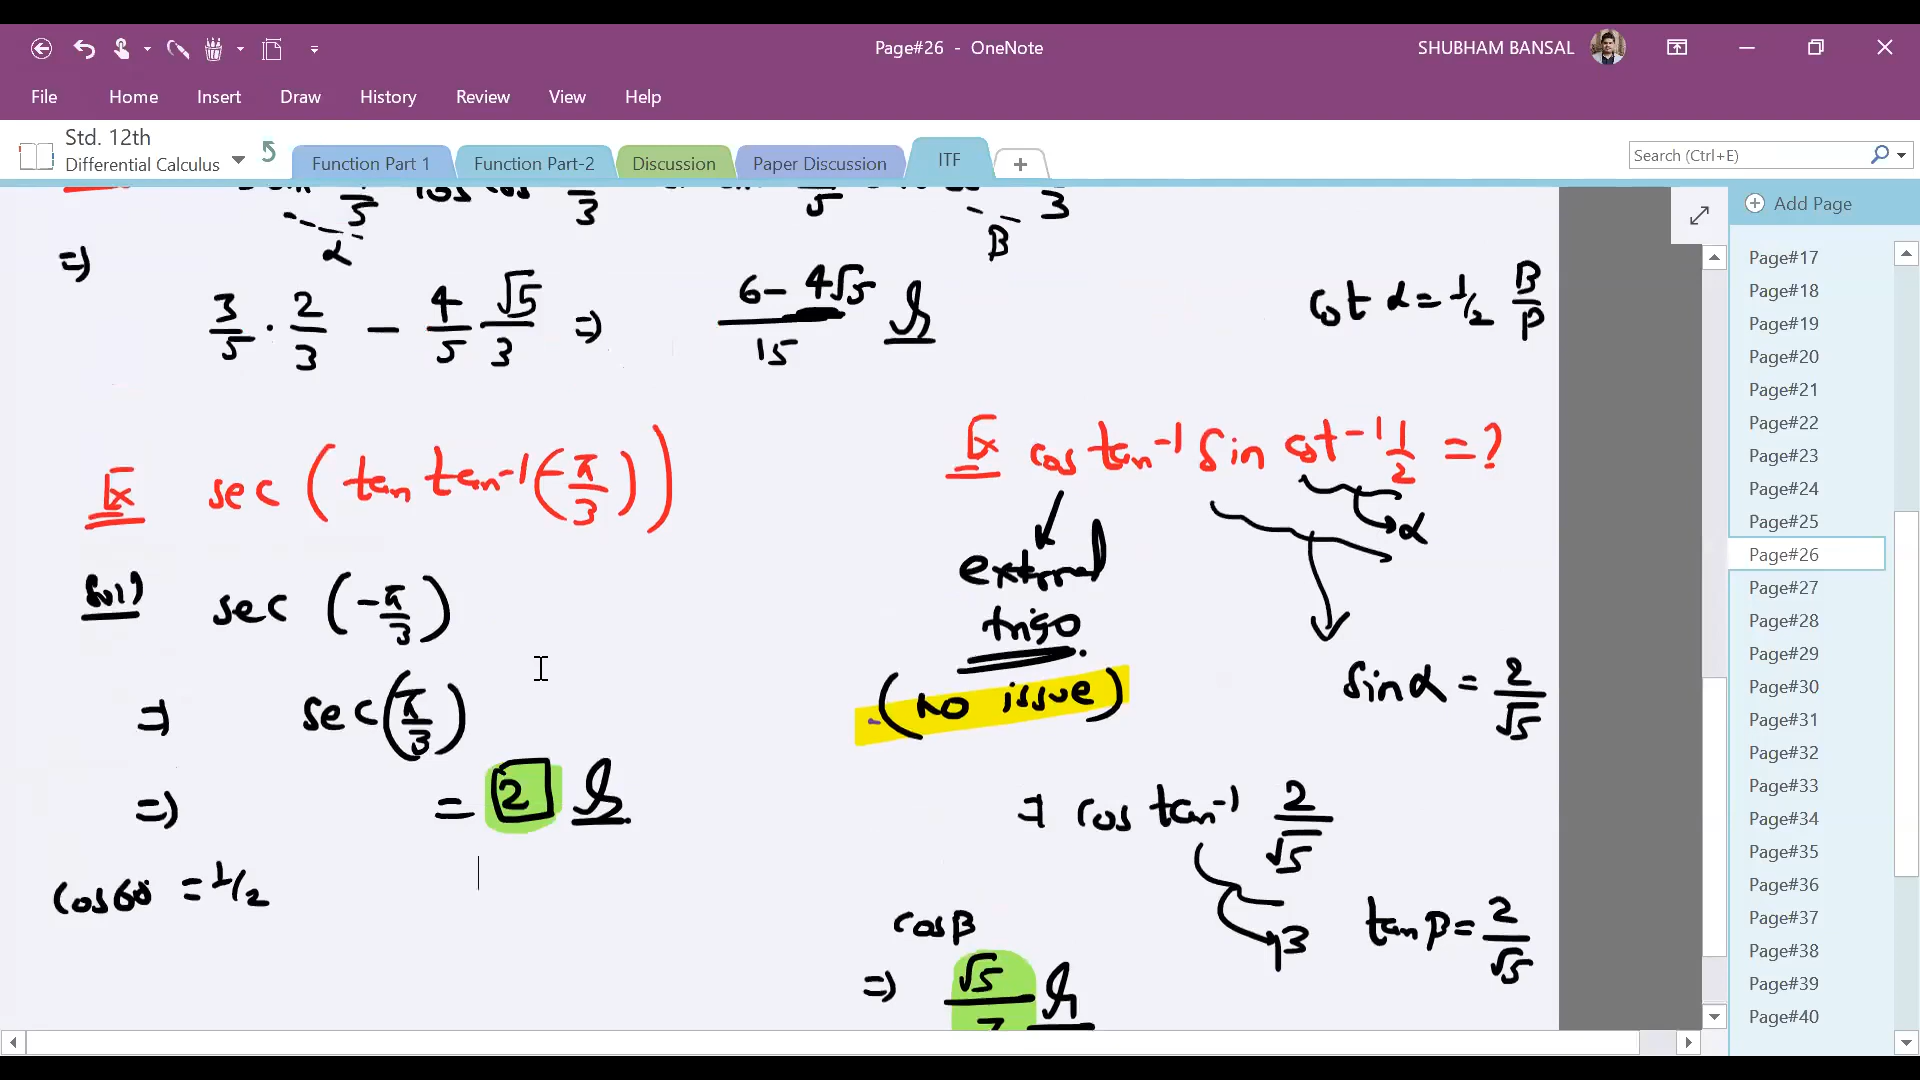 Page#26 - OneNote
SHUBHAM BANSAL
File Home Insert Draw History Review View Help
Std. 12th
Differential Calculus
Function Part 1
Function Part-2
Discussion
Paper Discussion
ITF
+
Search (Ctrl+E)
Add Page
Page#17
Page#18
Page#19
Page#20
Page#21
Page#22
Page#23
Page#24
Page#25
Page#26
Page#27
Page#28
Page#29
Page#30
Page#31
Page#32
Page#33
Page#34
Page#35
Page#36
Page#37
Page#38
Page#39
Page#40
=> α β
3/5 · 2/3 − 4/5 √5/3 => 6−4√5/15
cot α = 1/2 B/P
Ex sec (tan tan⁻¹(−π/3))
Sol) sec (−π/3)
=> sec(π/3)
=> = 2
cos60 = 1/2
Ex cos tan⁻¹ sin cot⁻¹ 1/2 = ?
α
external
trigo
(no issue)
sinα = 2/√5
=> cos tan⁻¹ 2/√5
β tan β = 2/√5
cosβ
=> √5/3